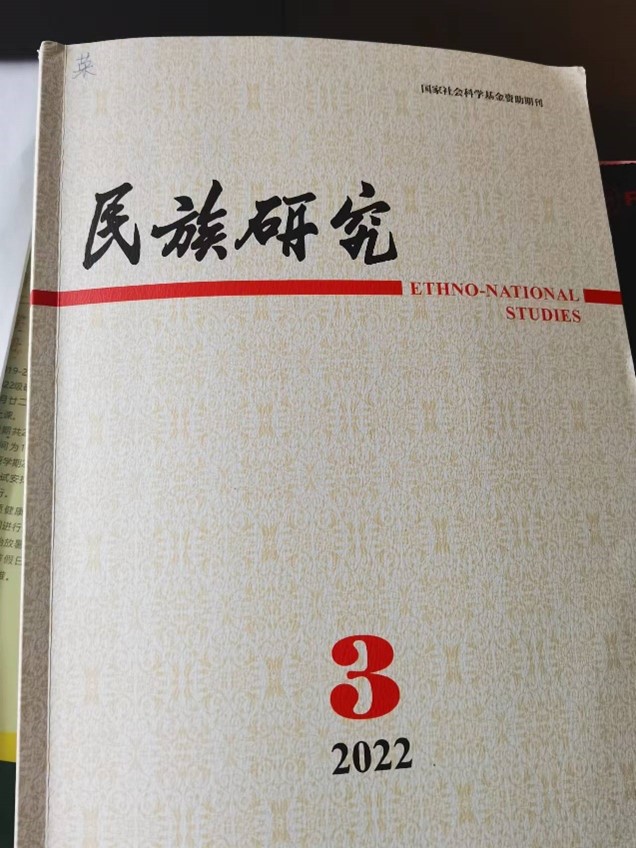 菜
国家社会科学基金资助期刊
民族研究
ETHNO-NATIONAL
STUDIES
3
2022